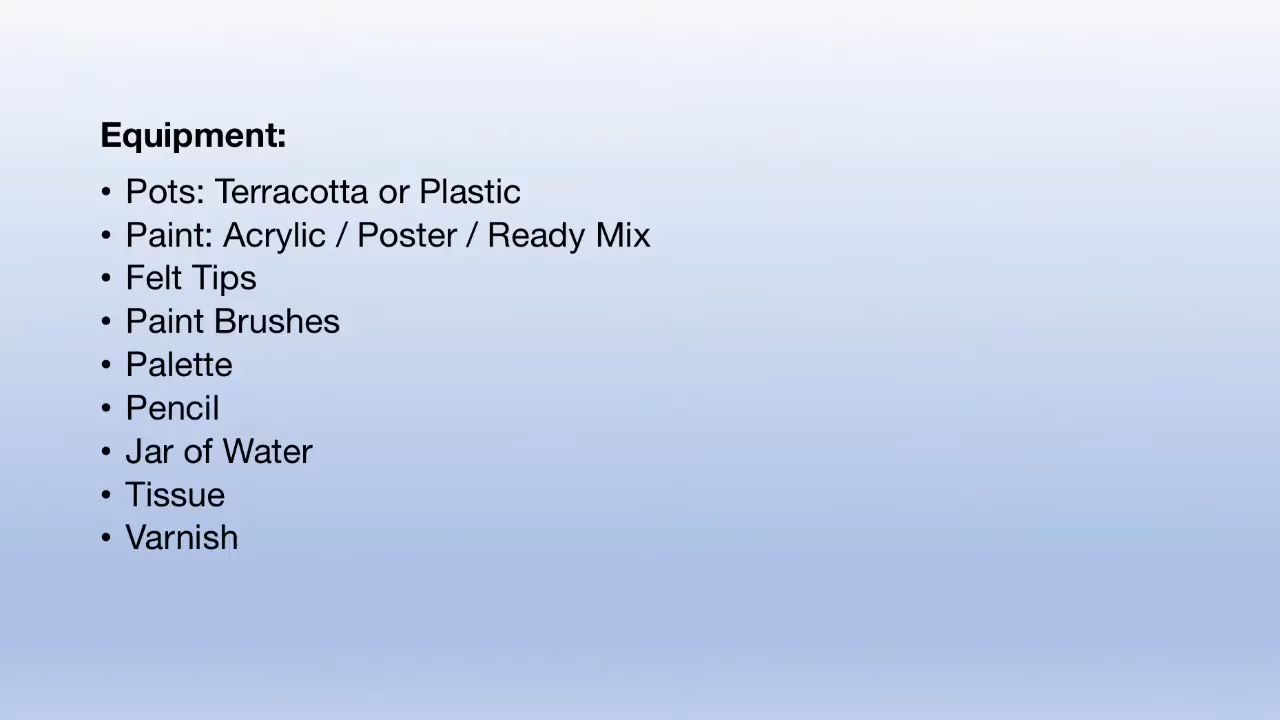 Equipment:
• Pots: Terracotta or Plastic
• Paint: Acrylic / Poster / Ready Mix
• Felt Tips
• Paint Brushes
• Palette
• Pencil
• Jar of Water
• Tissue
• Varnish